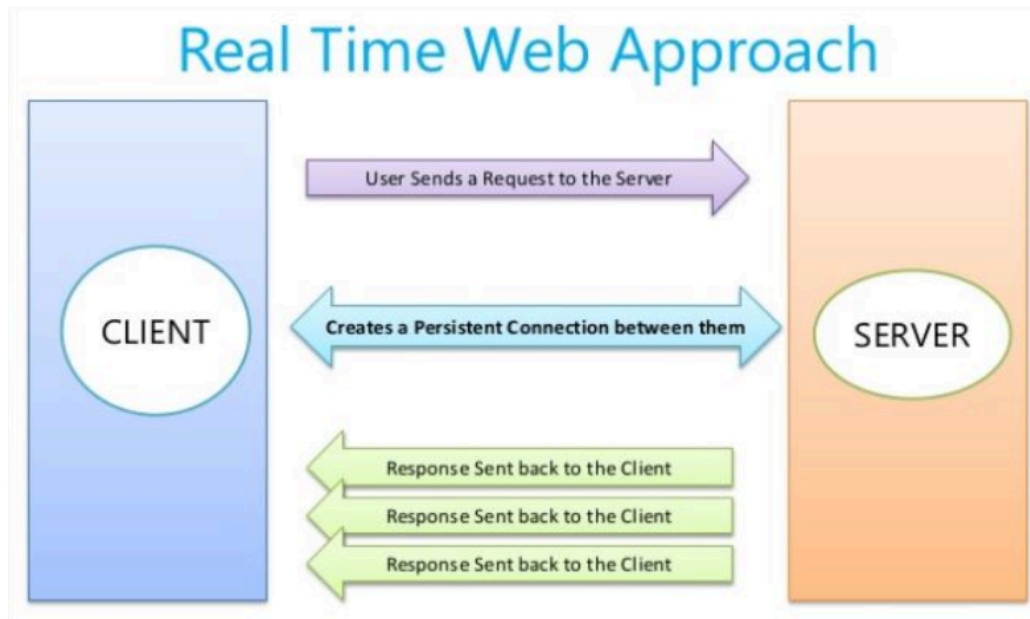 Real Time Web Approach
User Sends a Request to the Server
CLIENT
Creates a Persistent Connection between them
SERVER
Response Sent back to the Client
Response Sent back to the Client
Response Sent back to the Client